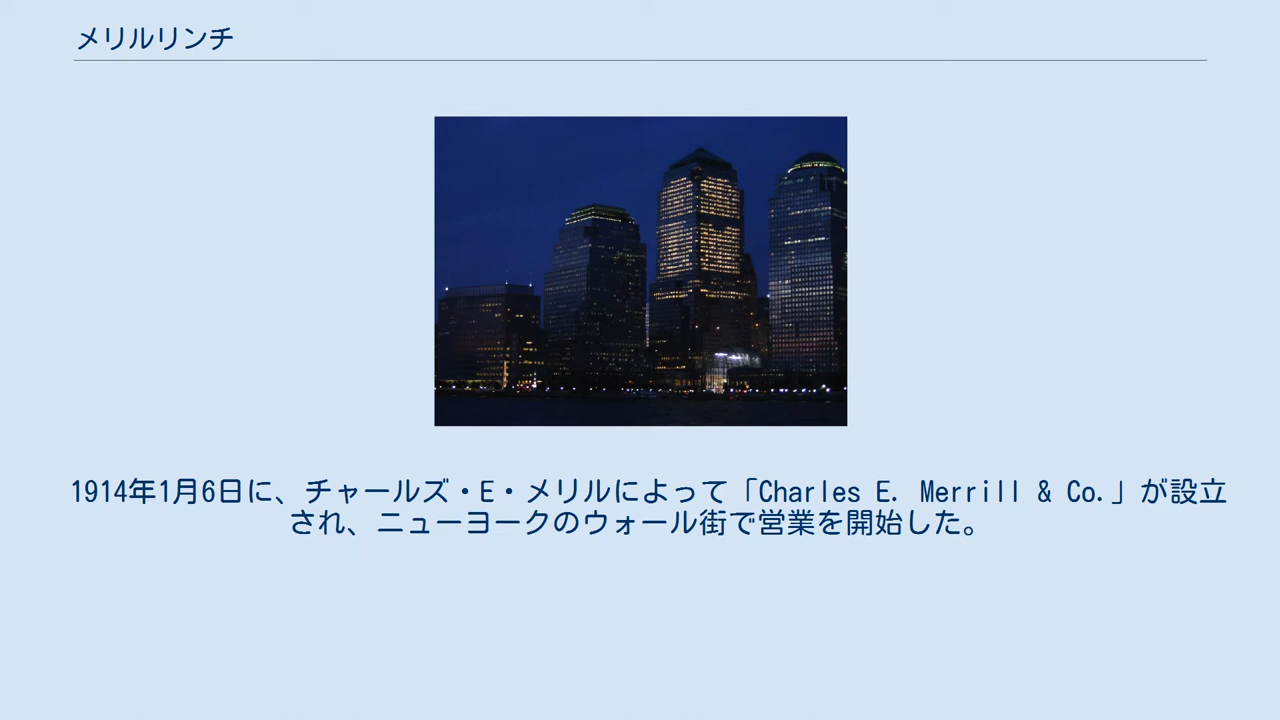 メリルリンチ
1914年1月6日に、チャールズ・E・メリルによって「Charles E. Merrill & Co.」が設立
され、ニューヨークのウォール街で営業を開始した。